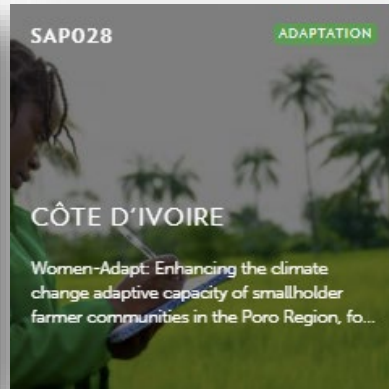 SAP028
ADAPTATION
CÔTE D'IVOIRE
Women-Adapt: Enhancing the climate
change adaptive capacity of smallholder
farmer communities in the Poro Region, fo...